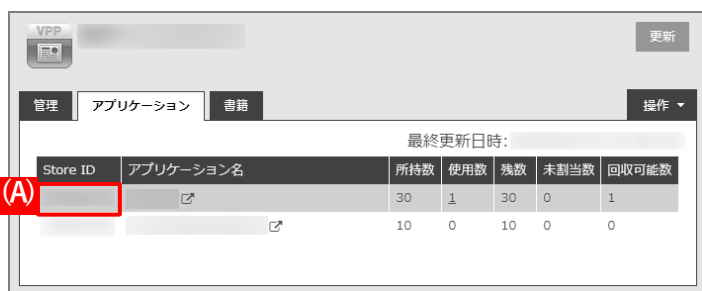 VPP
更新
管理 アプリケーション 書籍 操作
最終更新日時:
Store ID アプリケーション名 所持数 使用数 残数 未割当数 回収可能数
(A)
30 1 30 0 1
10 0 10 0 0